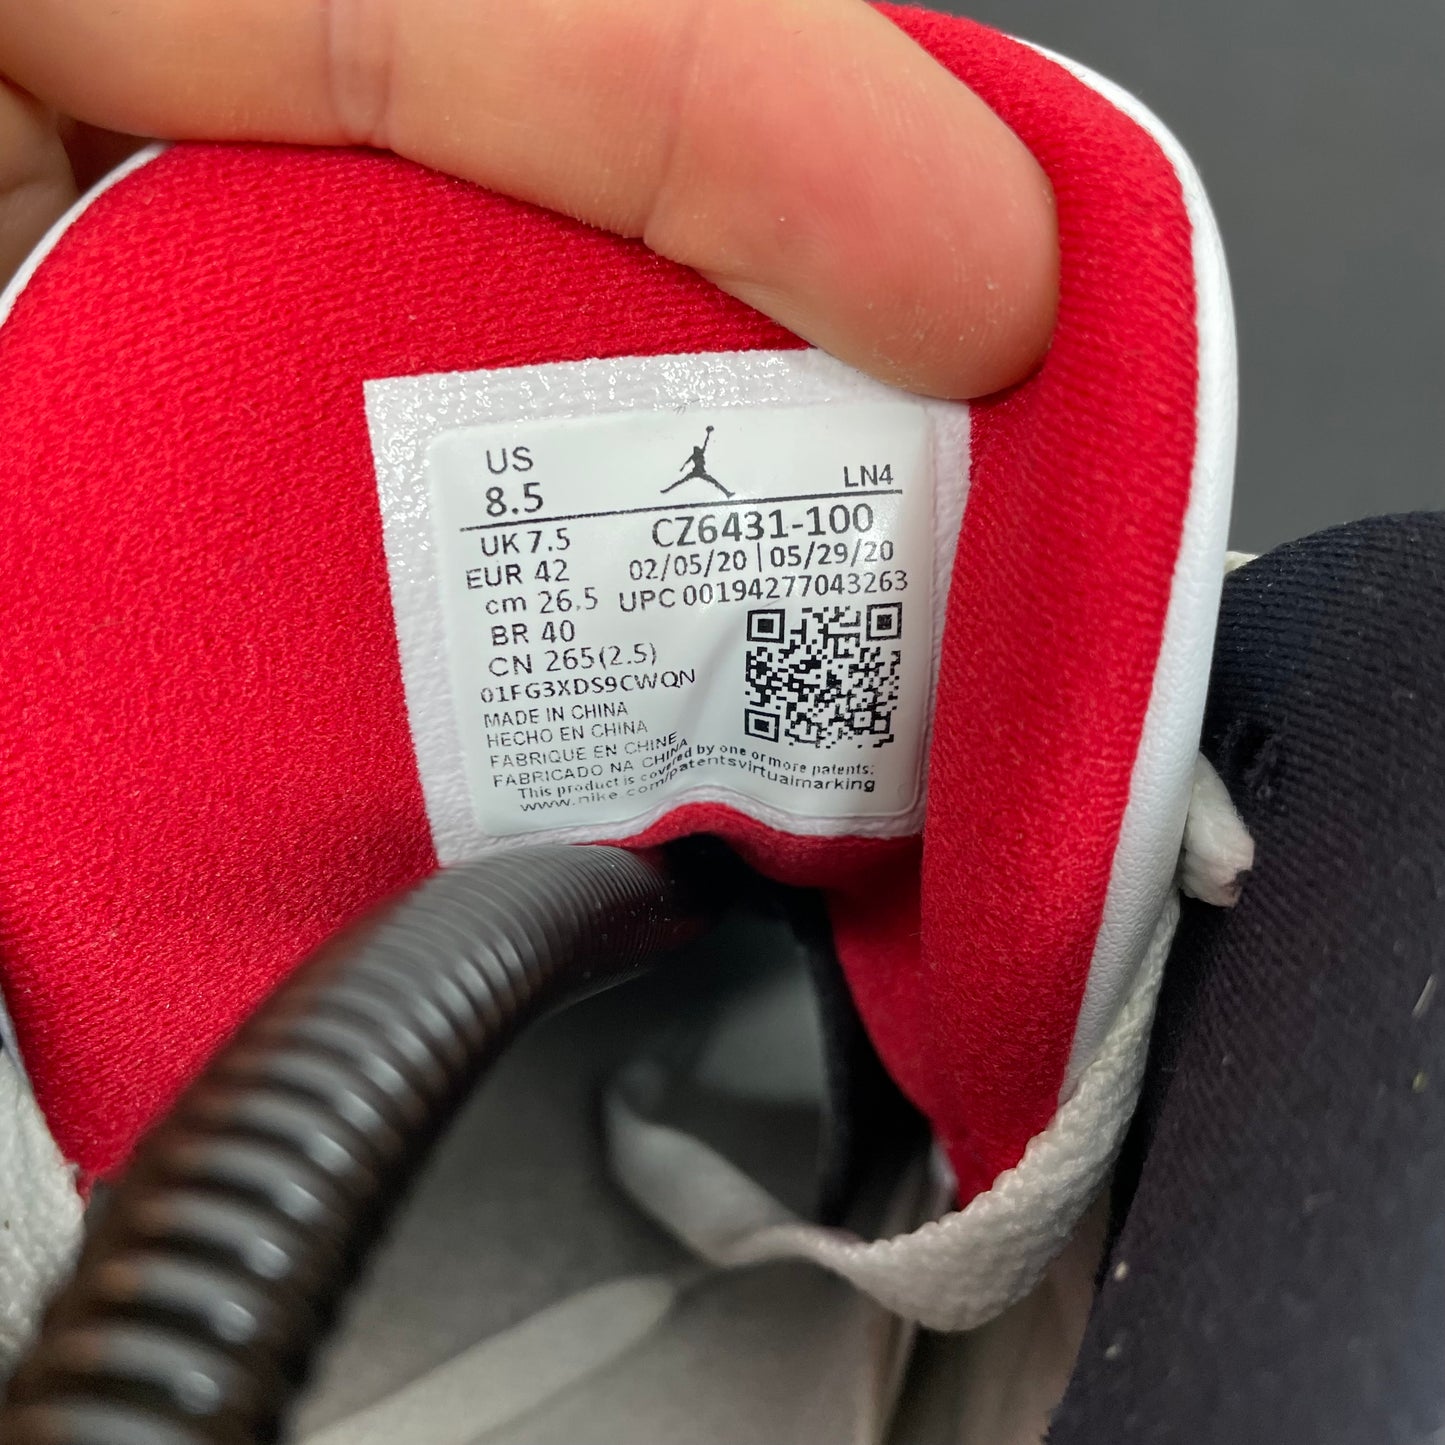 US
8.5
LN4
UK 7.5
CZ6431-100
EUR 42
02/05/20 | 05/29/20
cm 26.5
UPC 00194277043263
BR 40
CN 265(2.5)
01FG3XDS9CWQN
MADE IN CHINA
HECHO EN CHINA
FABRIQUE EN CHINE
FABRICADO NA CHINA
This product is covered by one or more patents:
www.nike.com/patentsvirtualmarking